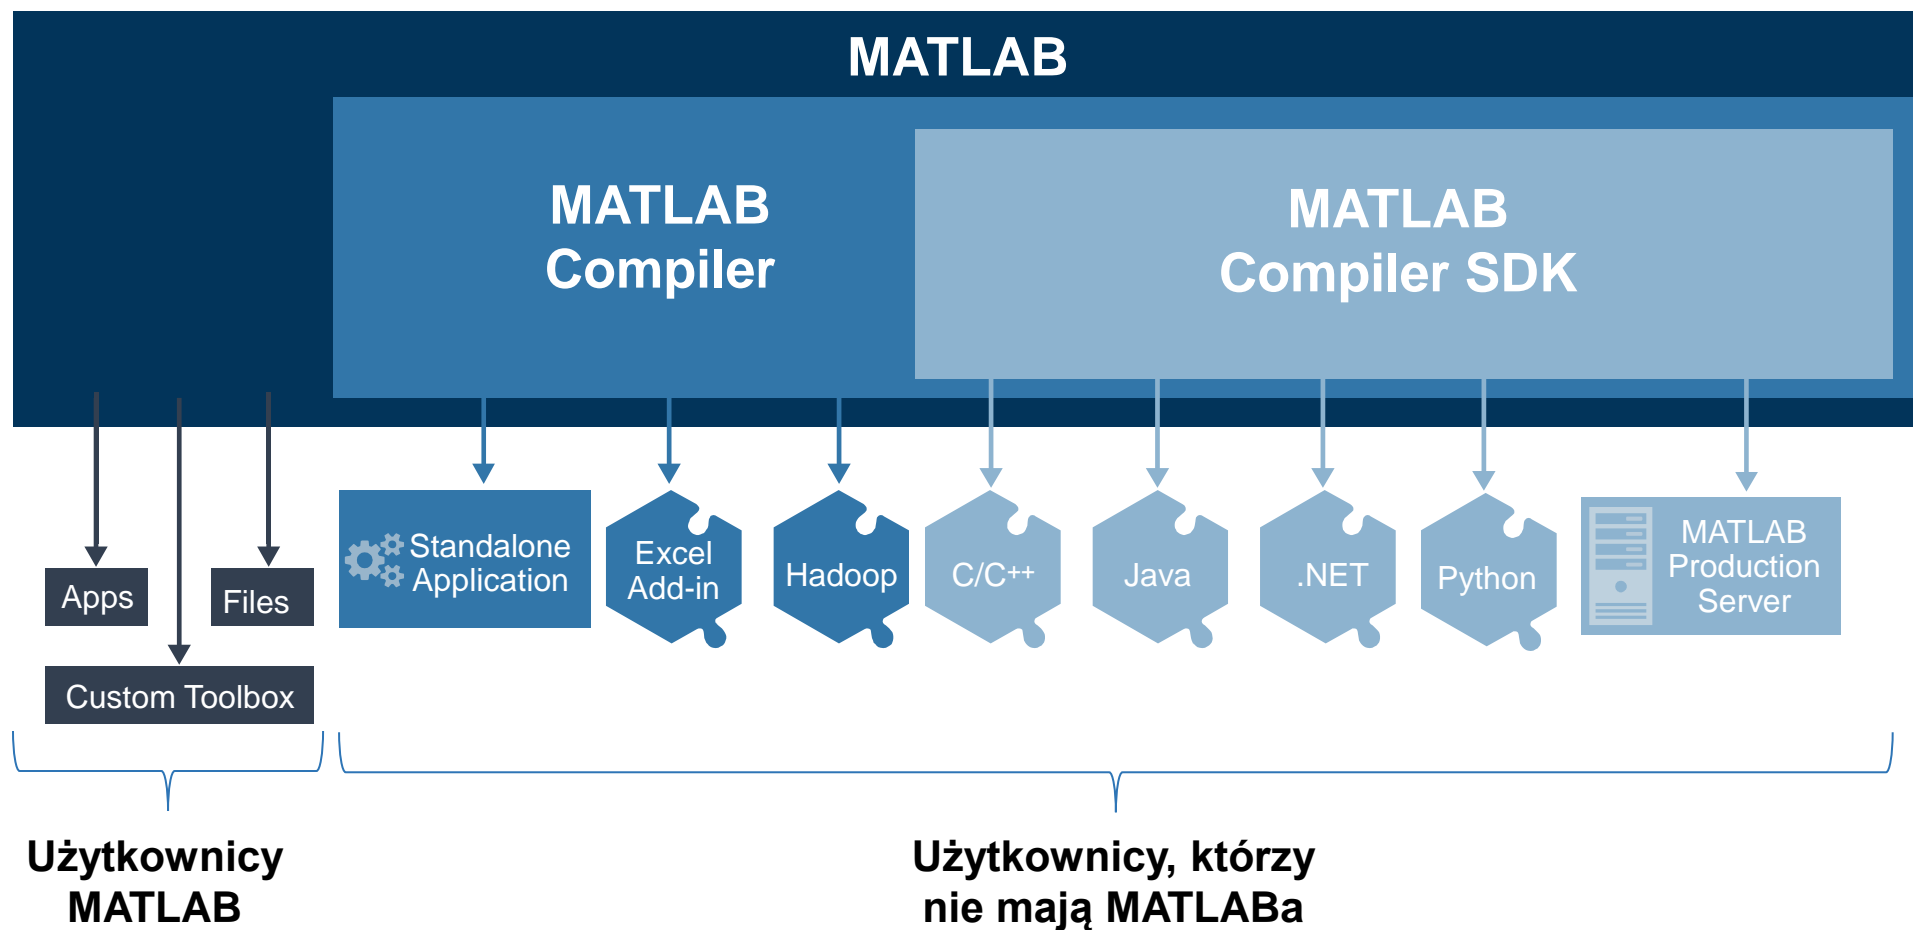 MATLAB
MATLAB
Compiler
MATLAB
Compiler SDK
Apps
Files
Custom Toolbox
Standalone
Application
Excel
Add-in
Hadoop
C/C++
Java
.NET
Python
MATLAB
Production
Server
Użytkownicy
MATLAB
Użytkownicy, którzy
nie mają MATLABa